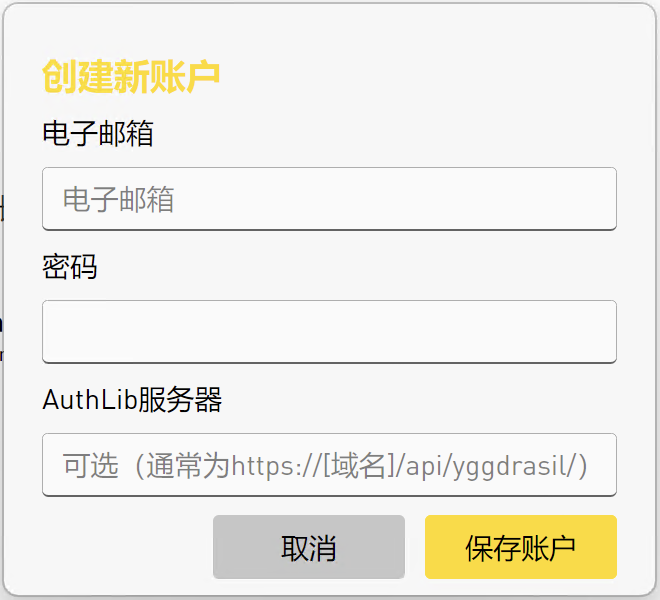 创建新账户
电子邮箱
电子邮箱
密码
AuthLib服务器
可选（通常为https://[域名]/api/yggdrasil/）
取消
保存账户